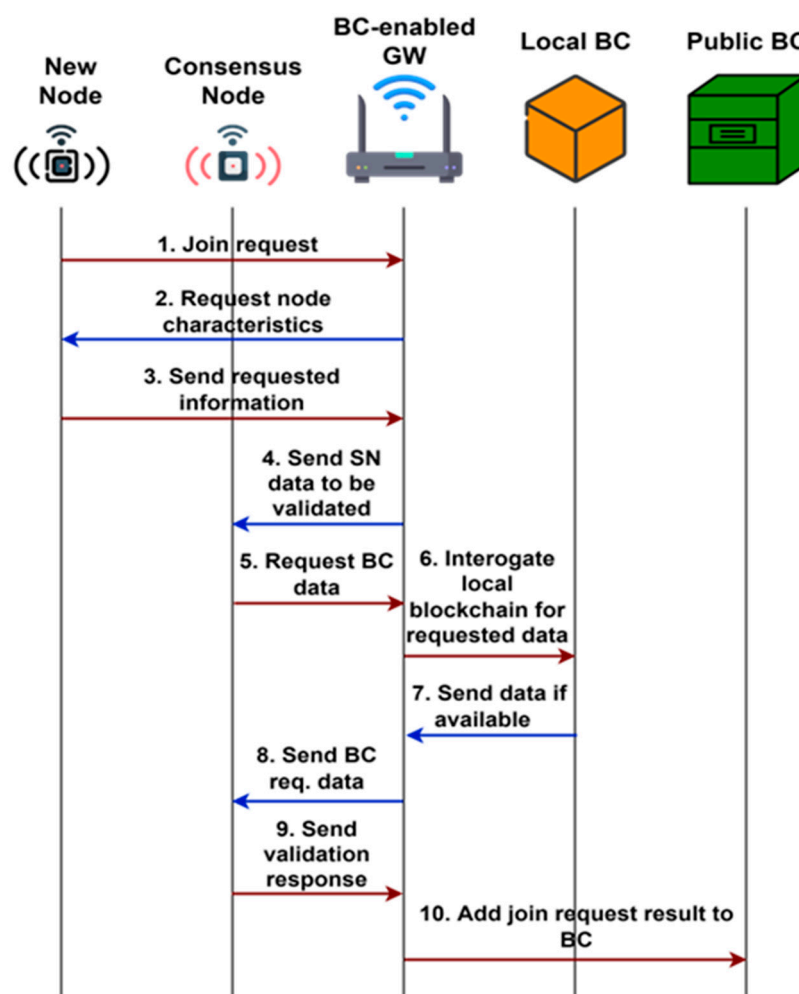 New
Node
Consensus
Node
BC-enabled
GW
Local BC
Public BC
1. Join request
2. Request node
characteristics
3. Send requested
information
4. Send SN
data to be
validated
5. Request BC
data
6. Interogate
local
blockchain for
requested data
7. Send data if
available
8. Send BC
req. data
9. Send
validation
response
10. Add join request result to
BC